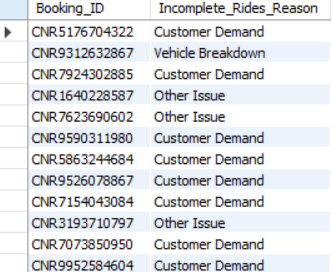 Booking_ID Incomplete_Rides_Reason
CNR5176704322 Customer Demand
CNR9312632867 Vehicle Breakdown
CNR7924302885 Customer Demand
CNR1640228587 Other Issue
CNR7623690602 Other Issue
CNR9590311980 Customer Demand
CNR5863244684 Customer Demand
CNR9526078867 Customer Demand
CNR7154043084 Customer Demand
CNR3193710797 Other Issue
CNR7073850950 Customer Demand
CNR9952584604 Customer Demand